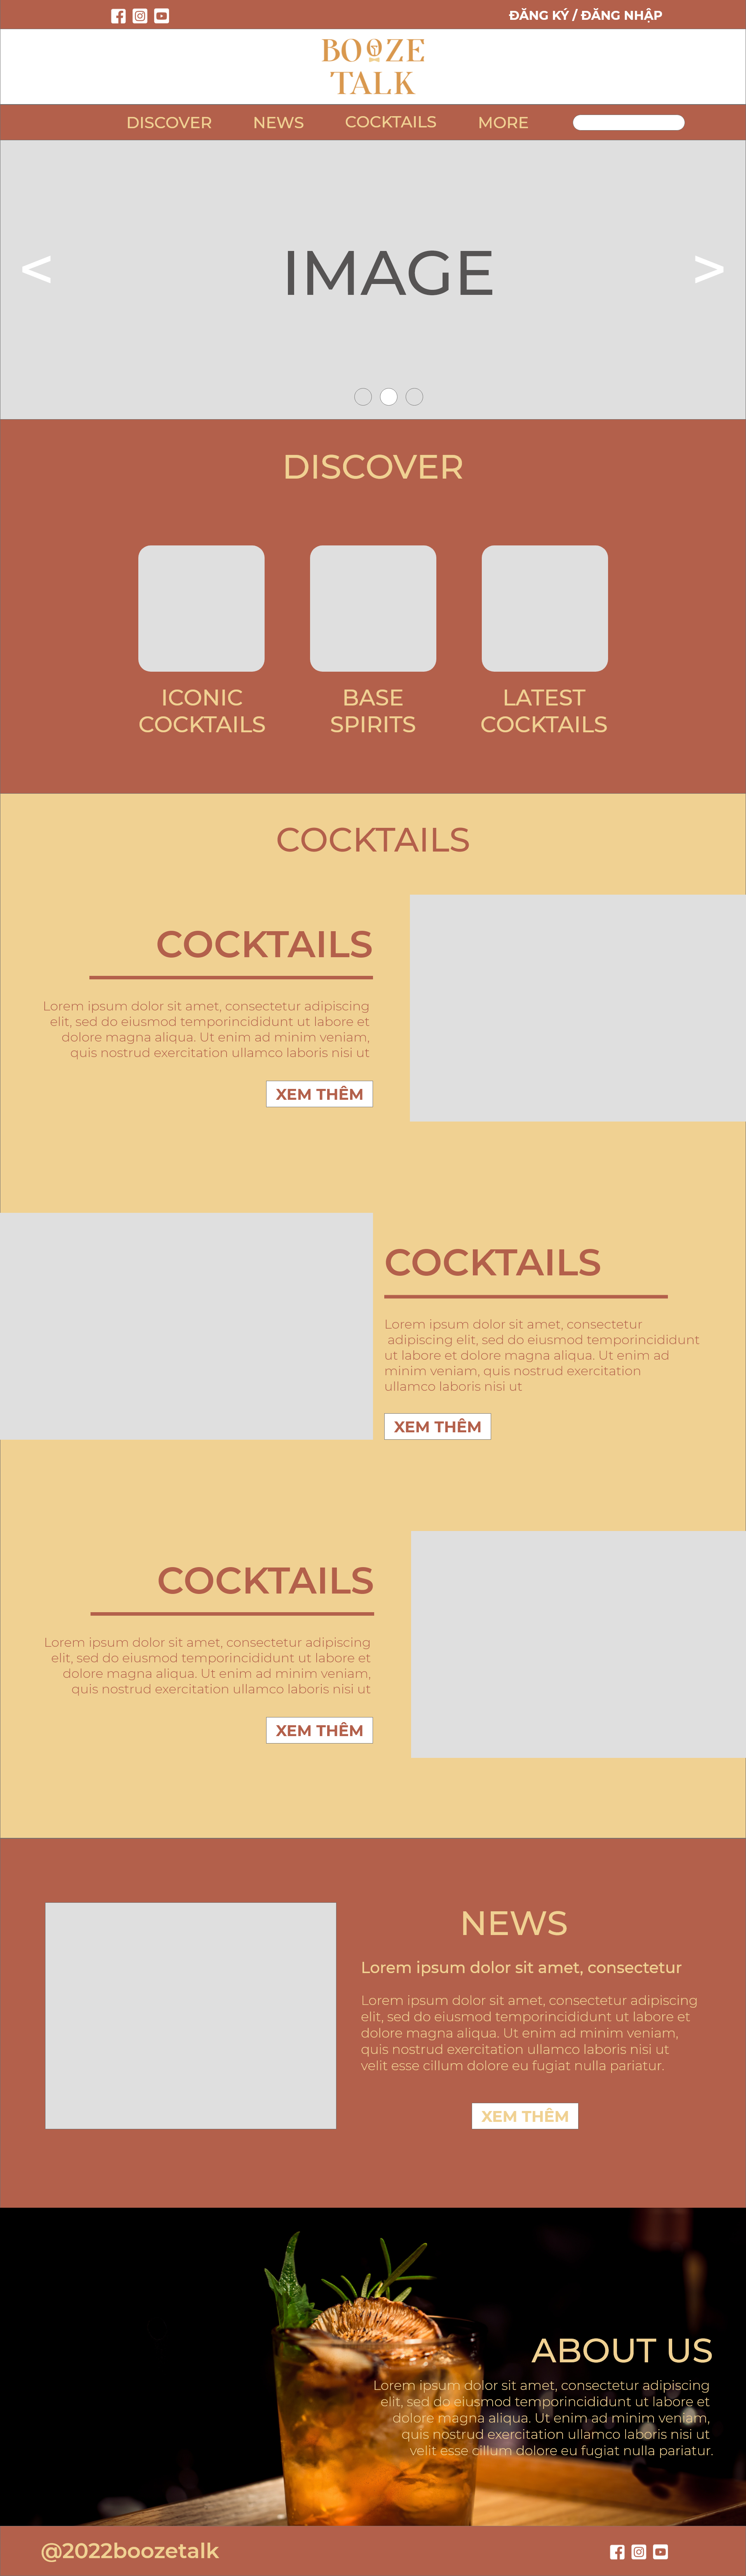 ĐĂNG KÝ / ĐĂNG NHẬP
BOOZE
TALK
DISCOVER NEWS COCKTAILS MORE
< IMAGE >
DISCOVER
ICONIC
COCKTAILS
BASE
SPIRITS
LATEST
COCKTAILS
COCKTAILS
COCKTAILS
Lorem ipsum dolor sit amet, consectetur adipiscing
elit, sed do eiusmod temporincididunt ut labore et
dolore magna aliqua. Ut enim ad minim veniam,
quis nostrud exercitation ullamco laboris nisi ut
XEM THÊM
COCKTAILS
Lorem ipsum dolor sit amet, consectetur
adipiscing elit, sed do eiusmod temporincididunt
ut labore et dolore magna aliqua. Ut enim ad
minim veniam, quis nostrud exercitation
ullamco laboris nisi ut
XEM THÊM
COCKTAILS
Lorem ipsum dolor sit amet, consectetur adipiscing
elit, sed do eiusmod temporincididunt ut labore et
dolore magna aliqua. Ut enim ad minim veniam,
quis nostrud exercitation ullamco laboris nisi ut
XEM THÊM
NEWS
Lorem ipsum dolor sit amet, consectetur
Lorem ipsum dolor sit amet, consectetur adipiscing
elit, sed do eiusmod temporincididunt ut labore et
dolore magna aliqua. Ut enim ad minim veniam,
quis nostrud exercitation ullamco laboris nisi ut
velit esse cillum dolore eu fugiat nulla pariatur.
XEM THÊM
ABOUT US
Lorem ipsum dolor sit amet, consectetur adipiscing
elit, sed do eiusmod temporincididunt ut labore et
dolore magna aliqua. Ut enim ad minim veniam,
quis nostrud exercitation ullamco laboris nisi ut
velit esse cillum dolore eu fugiat nulla pariatur.
@2022boozetalk